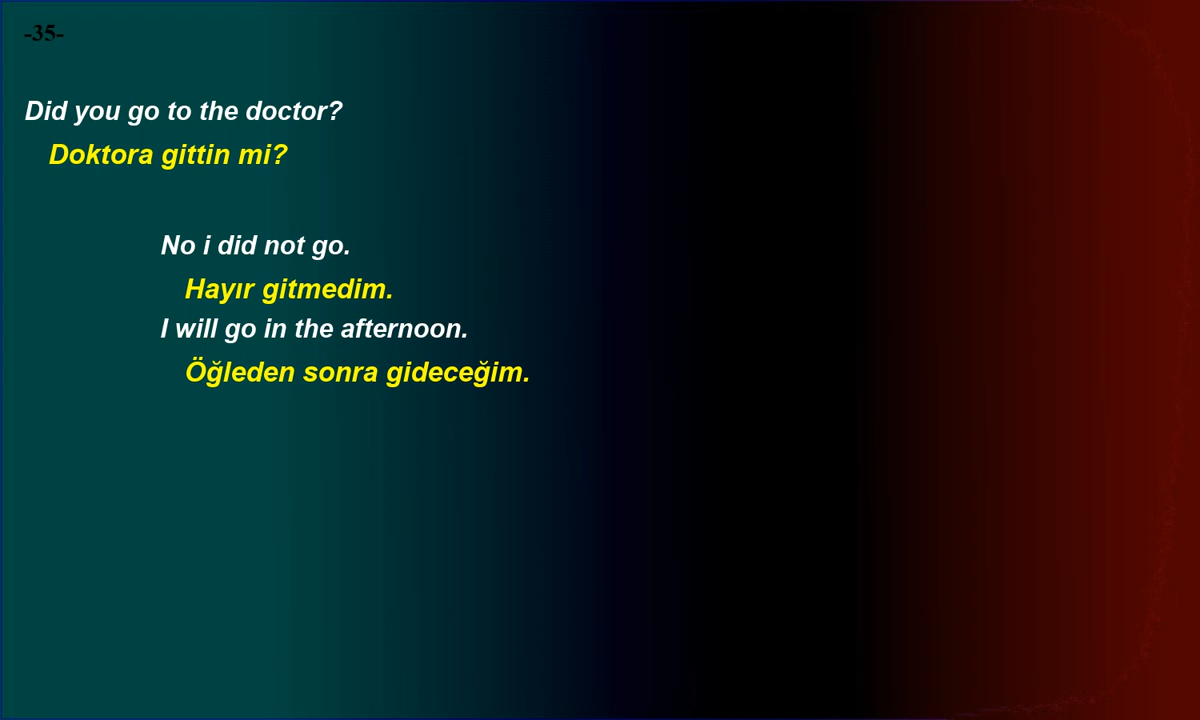 -35-
Did you go to the doctor?
Doktora gittin mi?
No i did not go.
Hayır gitmedim.
I will go in the afternoon.
Öğleden sonra gideceğim.